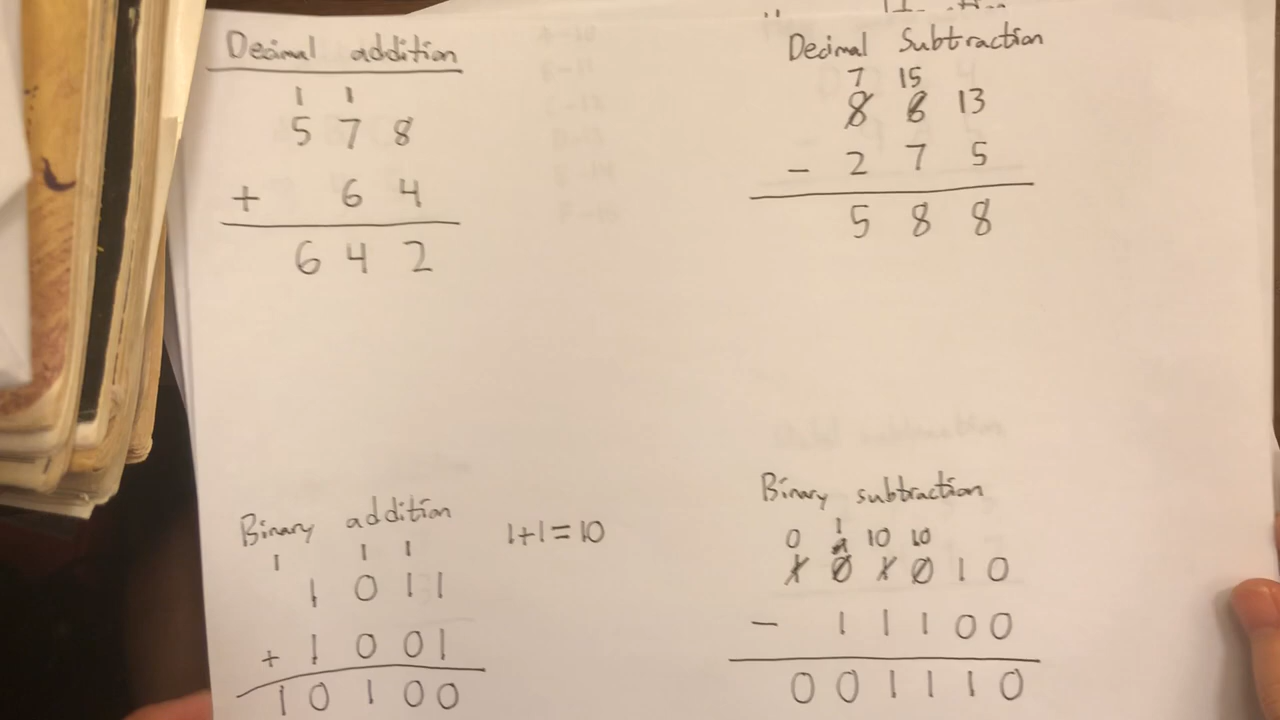 Decimal addition
1 1
5 7 8
+ 6 4
6 4 2
Decimal Subtraction
7 15
8 6 13
- 2 7 5
5 8 8
Binary addition
1 1 1
1 0 1 1
+ 1 0 0 1
1 0 1 0 0
1+1=10
Binary subtraction
0 1 10 10
1 0 1 0 1 0
- 1 1 1 0 0
0 0 1 1 1 0